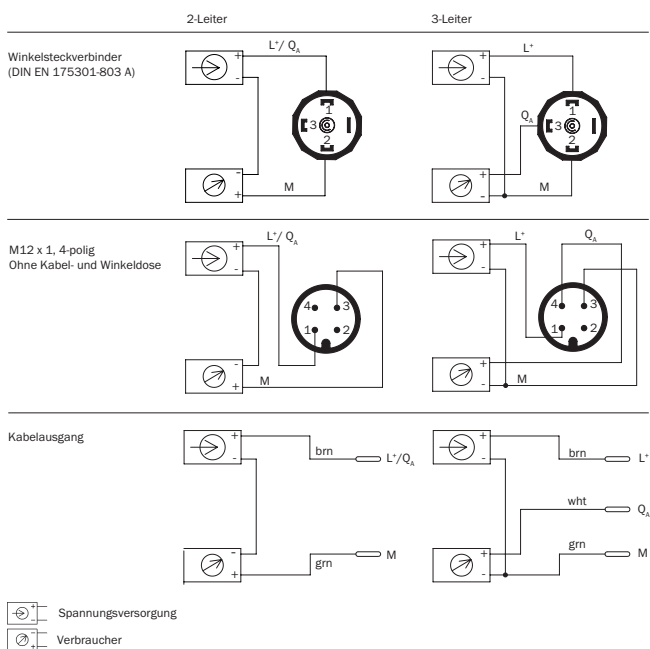 2-Leiter 3-Leiter
Winkelsteckverbinder
(DIN EN 175301-803 A)
L+/ QA
+
-
1
3
2
-
+
M
L+
+
-
QA
1
3
2
+
-
M
M12 x 1, 4-polig
Ohne Kabel- und Winkeldose
L+/ QA
+
-
4 3
1 2
-
+
M
L+ QA
+
-
4 3
1 2
+
-
M
Kabelausgang
+
-
brn L+/QA
-
+
grn M
+
-
brn L+
wht QA
+
-
grn M
+
-
Spannungsversorgung
-
+
Verbraucher